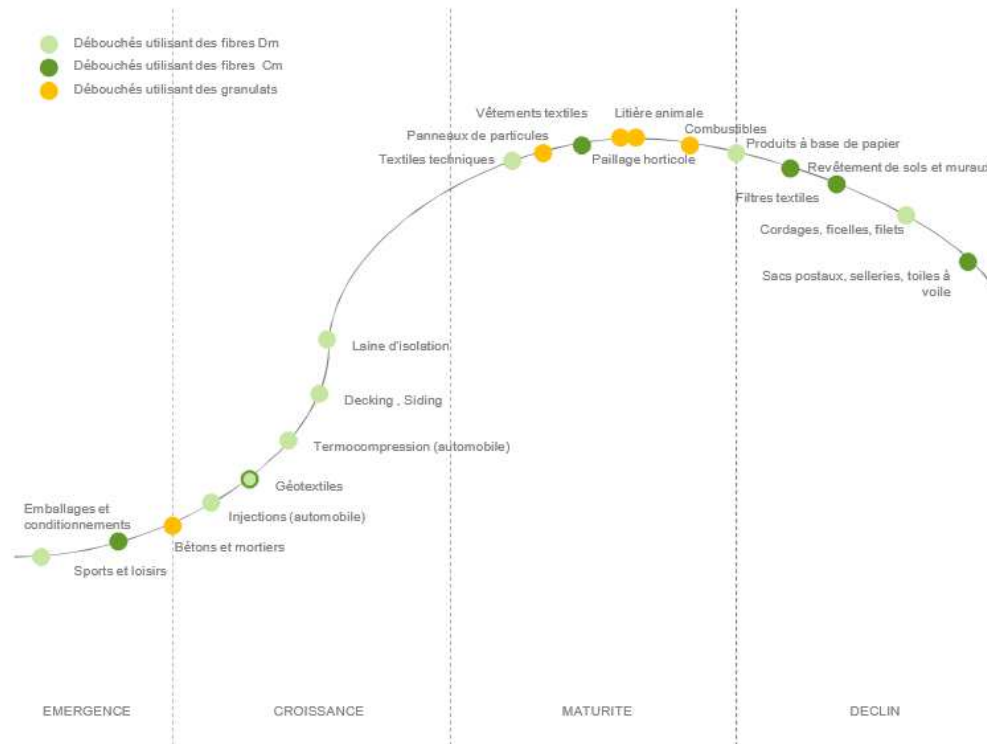 Débouchés utilisant des fibres Dm
Débouchés utilisant des fibres Cm
Débouchés utilisant des granulats
Vêtements textiles
Litière animale
Panneaux de particules
Combustibles
Textiles techniques
Paillage horticole
Produits à base de papier
Revêtement de sols et muraux
Filtres textiles
Cordages, ficelles, filets
Sacs postaux, selleries, toiles à
voile
Laine d'isolation
Decking , Siding
Termocompression (automobile)
Géotextiles
Emballages et
conditionnements
Injections (automobile)
Bétons et mortiers
Sports et loisirs
EMERGENCE
CROISSANCE
MATURITE
DECLIN